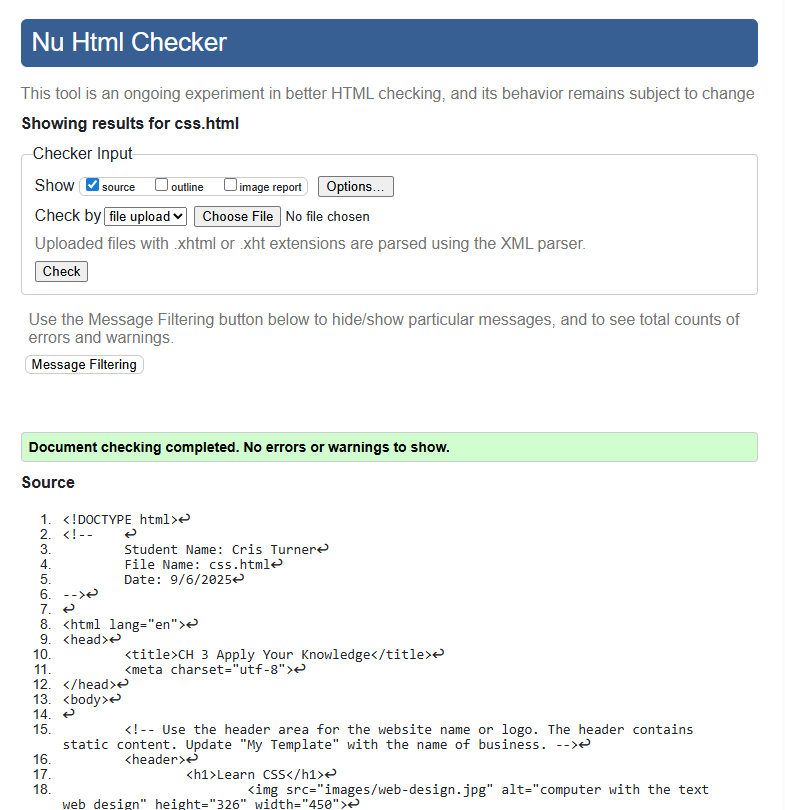 Nu Html Checker
This tool is an ongoing experiment in better HTML checking, and its behavior remains subject to change
Showing results for css.html
Checker Input
Show source outline image report Options...
Check by file upload Choose File No file chosen
Uploaded files with .xhtml or .xht extensions are parsed using the XML parser.
Check
Use the Message Filtering button below to hide/show particular messages, and to see total counts of
errors and warnings.
Message Filtering
Document checking completed. No errors or warnings to show.
Source
1. <!DOCTYPE html>↩
2. <!--    ↩
3.         Student Name: Cris Turner↩
4.         File Name: css.html↩
5.         Date: 9/6/2025↩
6. -->↩
7. ↩
8. <html lang="en">↩
9. <head>↩
10.         <title>CH 3 Apply Your Knowledge</title>↩
11.         <meta charset="utf-8">↩
12. </head>↩
13. <body>↩
14. ↩
15.         <!-- Use the header area for the website name or logo. The header contains
static content. Update "My Template" with the name of business. -->↩
16.         <header>↩
17.                 <h1>Learn CSS</h1>↩
18.                         <img src="images/web-design.jpg" alt="computer with the text
web design" height="326" width="450">↩